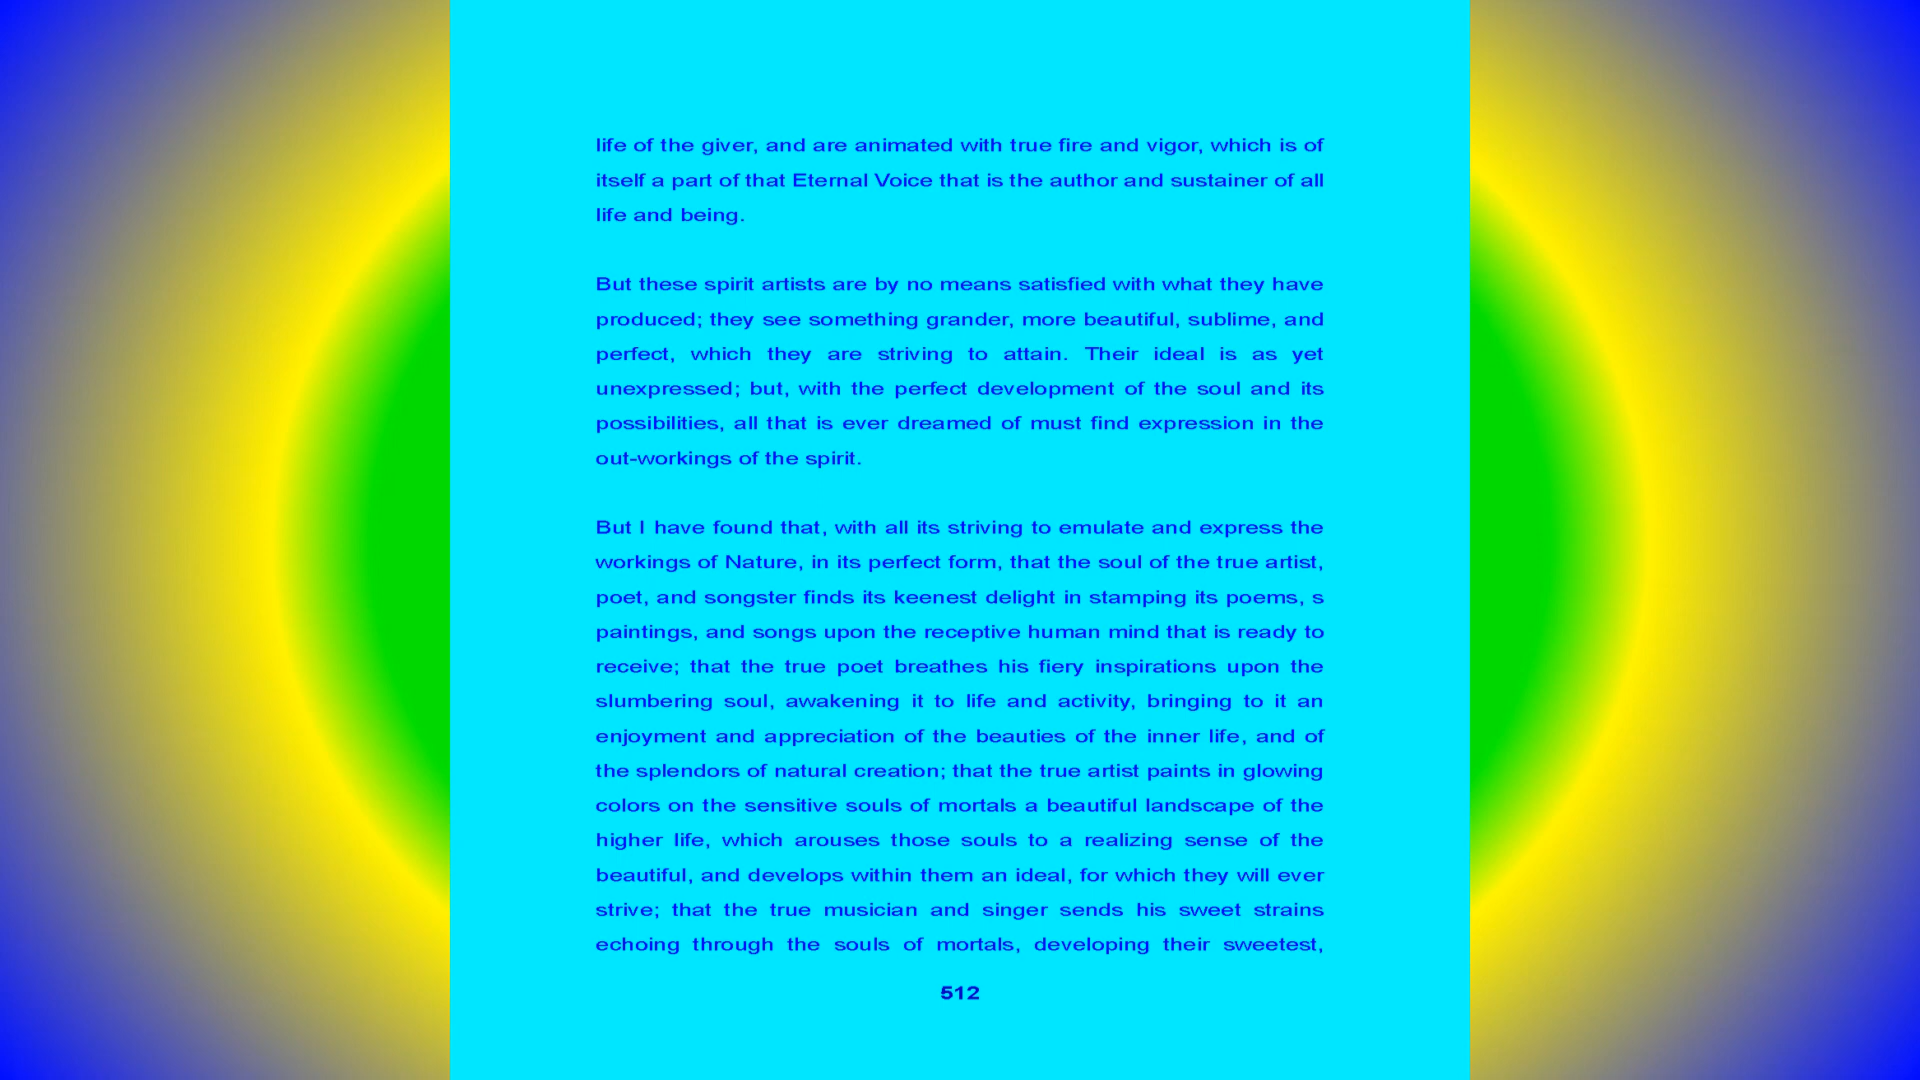 life of the giver, and are animated with true fire and vigor, which is of
itself a part of that Eternal Voice that is the author and sustainer of all
life and being.
But these spirit artists are by no means satisfied with what they have
produced; they see something grander, more beautiful, sublime, and
perfect, which they are striving to attain. Their ideal is as yet
unexpressed; but, with the perfect development of the soul and its
possibilities, all that is ever dreamed of must find expression in the
out-workings of the spirit.
But I have found that, with all its striving to emulate and express the
workings of Nature, in its perfect form, that the soul of the true artist,
poet, and songster finds its keenest delight in stamping its poems, s
paintings, and songs upon the receptive human mind that is ready to
receive; that the true poet breathes his fiery inspirations upon the
slumbering soul, awakening it to life and activity, bringing to it an
enjoyment and appreciation of the beauties of the inner life, and of
the splendors of natural creation; that the true artist paints in glowing
colors on the sensitive souls of mortals a beautiful landscape of the
higher life, which arouses those souls to a realizing sense of the
beautiful, and develops within them an ideal, for which they will ever
strive; that the true musician and singer sends his sweet strains
echoing through the souls of mortals, developing their sweetest,
512